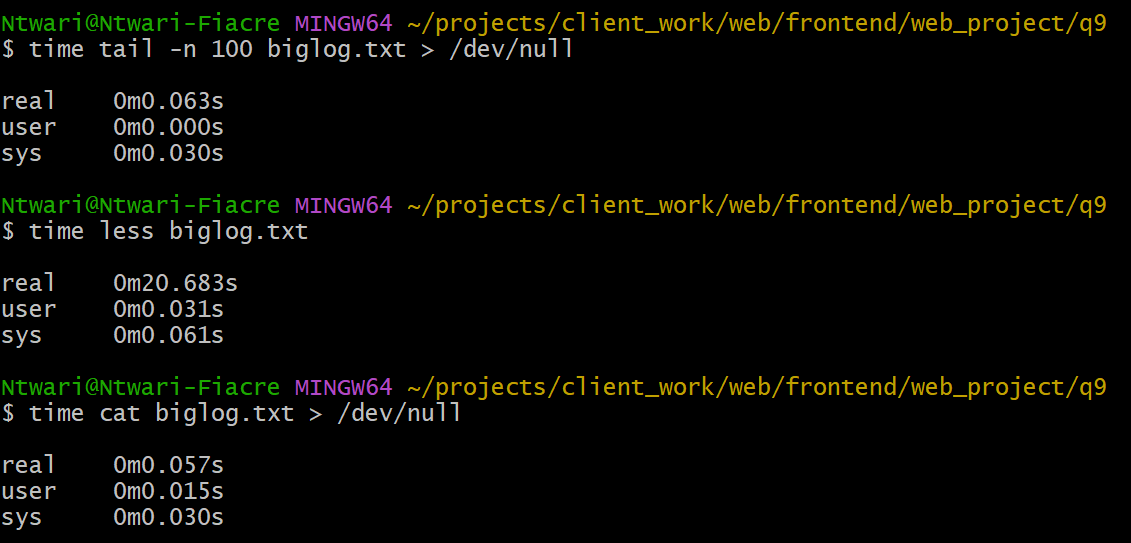 Ntwari@Ntwari-Fiacre MINGW64 ~/projects/client_work/web/frontend/web_project/q9
$ time tail -n 100 biglog.txt > /dev/null
real    0m0.063s
user    0m0.000s
sys     0m0.030s
Ntwari@Ntwari-Fiacre MINGW64 ~/projects/client_work/web/frontend/web_project/q9
$ time less biglog.txt
real    0m20.683s
user    0m0.031s
sys     0m0.061s
Ntwari@Ntwari-Fiacre MINGW64 ~/projects/client_work/web/frontend/web_project/q9
$ time cat biglog.txt > /dev/null
real    0m0.057s
user    0m0.015s
sys     0m0.030s